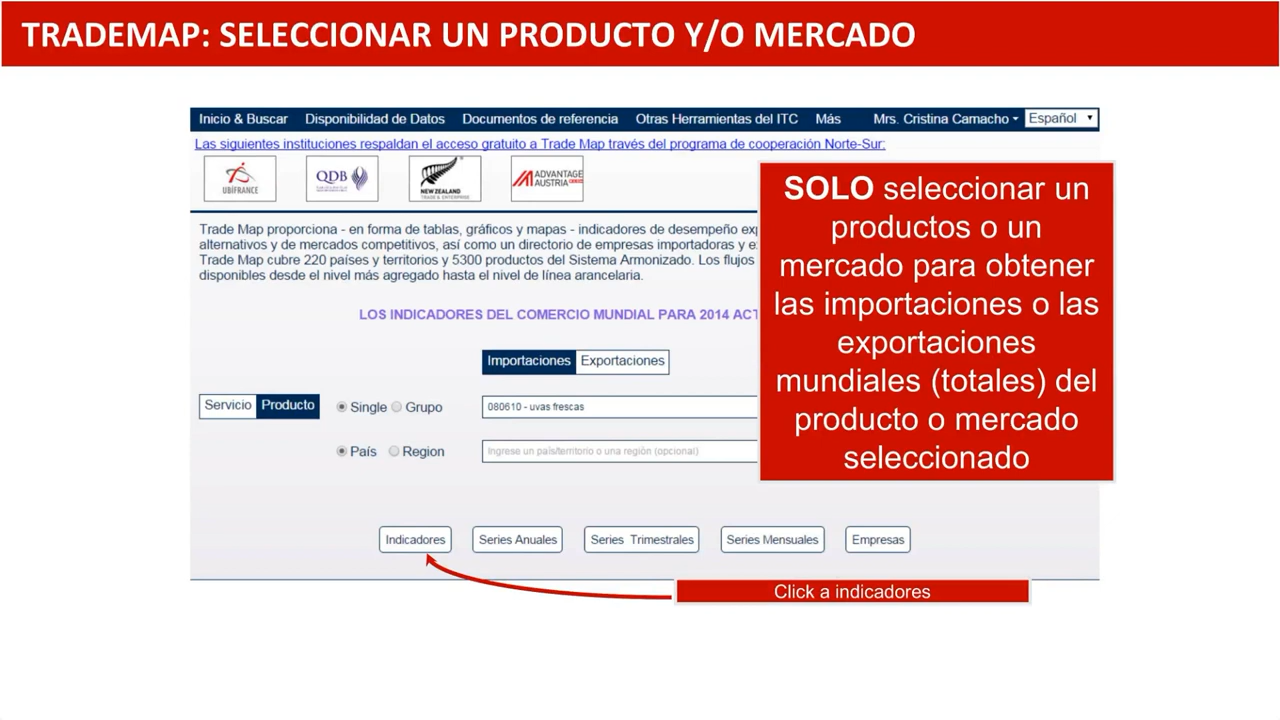 TRADEMAP: SELECCIONAR UN PRODUCTO Y/O MERCADO
Inicio & Buscar Disponibilidad de Datos Documentos de referencia Otras Herramientas del ITC Más Mrs. Cristina Camacho Español
Las siguientes instituciones respaldan el acceso gratuito a Trade Map través del programa de cooperación Norte-Sur:
UBIFRANCE
QDB
NEW ZEALAND
TRADE & ENTERPRISE
ADVANTAGE
AUSTRIA
SOLO seleccionar un
productos o un
mercado para obtener
las importaciones o las
exportaciones
mundiales (totales) del
producto o mercado
seleccionado
Trade Map proporciona - en forma de tablas, gráficos y mapas - indicadores de desempeño ex
alternativos y de mercados competitivos, así como un directorio de empresas importadoras y e
Trade Map cubre 220 países y territorios y 5300 productos del Sistema Armonizado. Los flujos
disponibles desde el nivel más agregado hasta el nivel de línea arancelaria.
LOS INDICADORES DEL COMERCIO MUNDIAL PARA 2014 ACT
Importaciones Exportaciones
Servicio Producto Single Grupo 080610 - uvas frescas
País Region Ingrese un país/territorio o una región (opcional)
Indicadores Series Anuales Series Trimestrales Series Mensuales Empresas
Click a indicadores